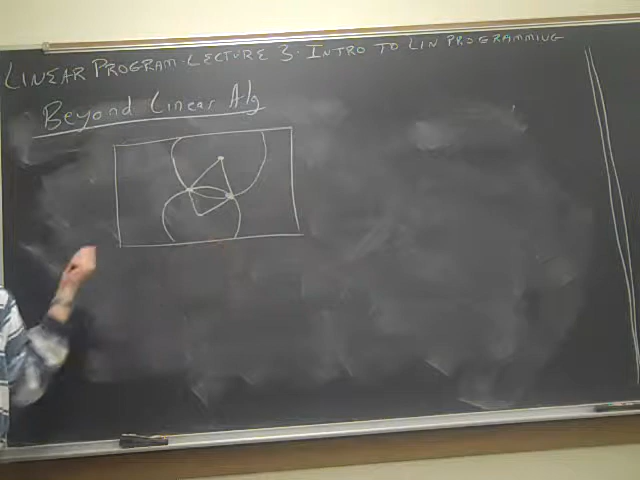 LINEAR PROGRAM. LECTURE 3. INTRO TO LIN PROGRAMMING
Beyond Linear Alg